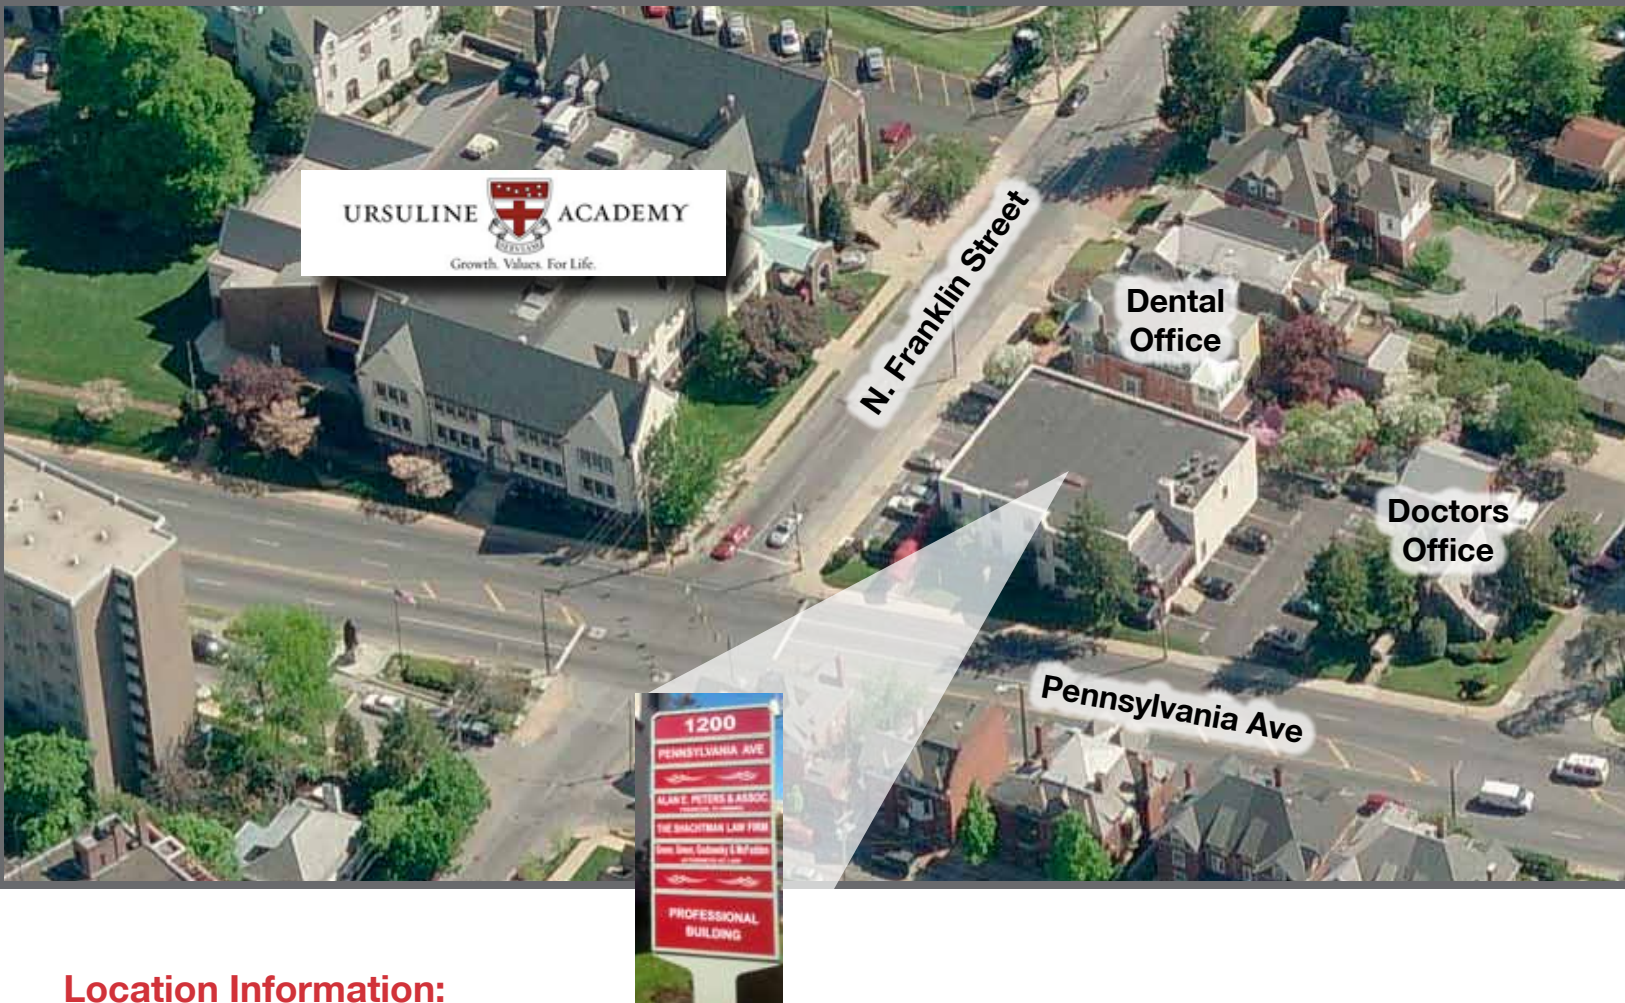 URSULINE ACADEMY
SERVIAM
Growth. Values. For Life.
N. Franklin Street
Dental
Office
Doctors
Office
Pennsylvania Ave
1200
PENNSYLVANIA AVE
ALAN E. PETERS & ASSOC
THE SHACHTMAN LAW FIRM
PROFESSIONAL
BUILDING
Location Information: